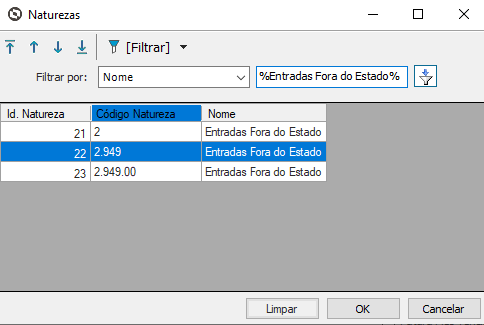 Naturezas
[Filtrar]
Filtrar por: Nome %Entradas Fora do Estado%
Id. Natureza Código Natureza Nome
21 2 Entradas Fora do Estado
22 2.949 Entradas Fora do Estado
23 2.949.00 Entradas Fora do Estado
Limpar OK Cancelar